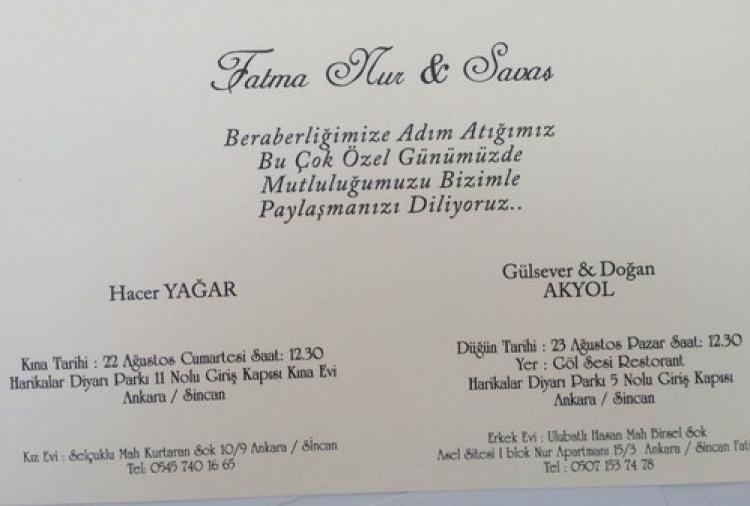 Fatma Nur & Savaş
Beraberliğimize Adım Atığımız
Bu Çok Özel Günümüzde
Mutluluğumuzu Bizimle
Paylaşmanızı Diliyoruz..
Hacer YAĞAR
Kına Tarihi : 22 Ağustos Cumartesi Saat: 12.30
Harikalar Diyarı Parkı 11 Nolu Giriş Kapısı Kına Evi
Ankara / Sincan
Kız Evi : Selçuklu Mah Kurtaran Sok 10/9 Ankara / Sincan
Tel: 0545 740 16 65
Gülsever & Doğan
AKYOL
Düğün Tarihi : 23 Ağustos Pazar Saat: 12.30
Yer : Göl Sesi Restorant
Harikalar Diyarı Parkı 5 Nolu Giriş Kapısı
Ankara / Sincan
Erkek Evi : Ulubatlı Hasan Mah Birsel Sok
Asel Sitesi 1 blok Nur Apartmanı 15/3 Ankara / Sincan
Tel : 0507 153 74 78